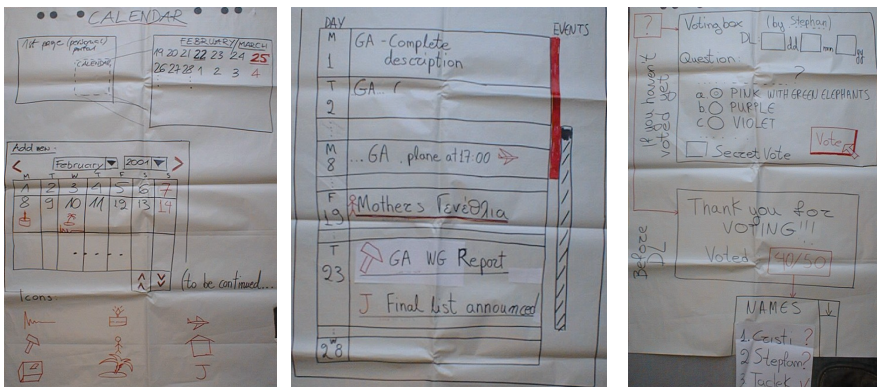 CALENDAR
1st page (personal) portal
CALENDAR
FEBRUARY/MARCH
19 20 21 22 23 24 25
26 27 28 1 2 3 4
Add new:
< February 2001 >
M T W T F S S
1 2 3 4 5 6 7
8 9 10 11 12 13 14
(to be continued...
Icons:
J
DAY
EVENTS
M
1
GA - Complete description
T
2
GA..
M
8
...GA. plane at 17:00
F
19
Mother's Γενέθλια
T
23
GA WG Report
J Final list announced
W
28
?
If you haven't voted yet
Voting box (by Stephan)
DL: dd mm yy
Question
?
a PINK WITH GREEN ELEPHANTS
b PURPLE
c VIOLET
Vote
Secret Vote
Before DL
Thank you for
VOTING!!!
Voted 40/50
NAMES
1. Cristi ?
2 Stephan?
3